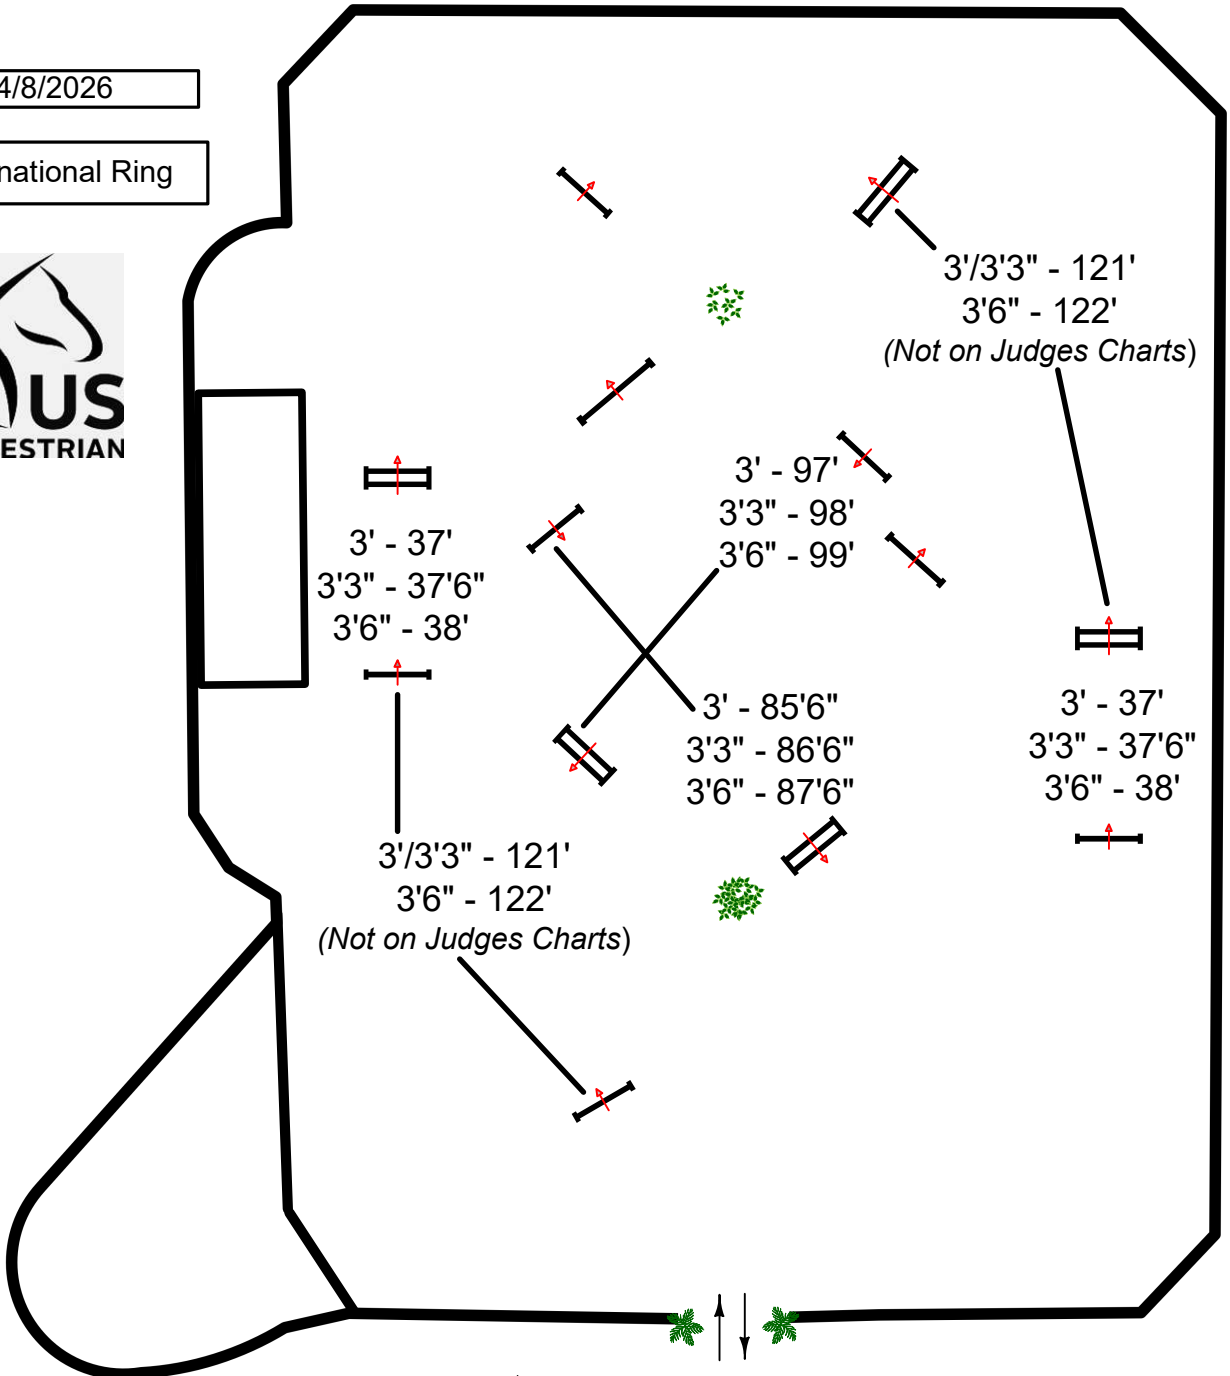 4/8/2026
national Ring
US
ESTRIAN
3'/3'3" - 121'
3'6" - 122'
(Not on Judges Charts)
3' - 97'
3'3" - 98'
3'6" - 99'
3' - 37'
3'3" - 37'6"
3'6" - 38'
3' - 85'6"
3'3" - 86'6"
3'6" - 87'6"
3' - 37'
3'3" - 37'6"
3'6" - 38'
3'/3'3" - 121'
3'6" - 122'
(Not on Judges Charts)